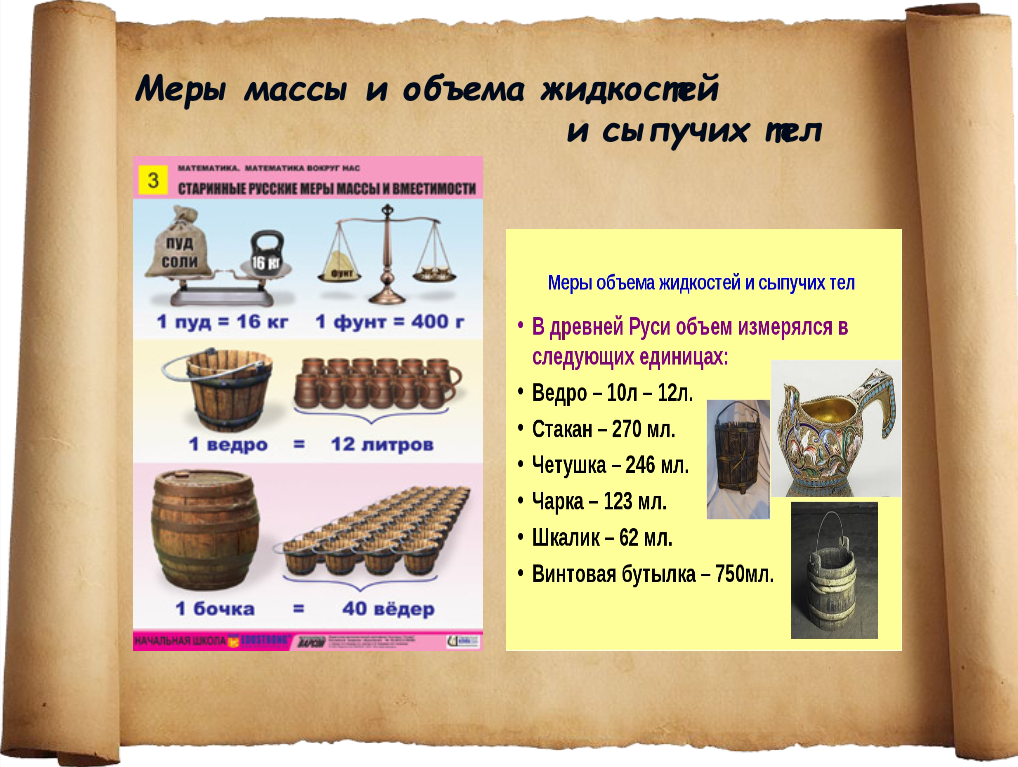 Меры массы и объема жидкостей
и сыпучих тел
3
МАТЕМАТИКА. МАТЕМАТИКА ВОКРУГ НАС
СТАРИННЫЕ РУССКИЕ МЕРЫ МАССЫ И ВМЕСТИМОСТИ
ПУД
СОЛИ
16 кг
фунт
1 пуд = 16 кг
1 фунт = 400 г
1 ведро = 12 литров
1 бочка = 40 вёдер
НАЧАЛЬНАЯ ШКОЛА
Меры объема жидкостей и сыпучих тел
• В древней Руси объем измерялся в
следующих единицах:
• Ведро – 10л – 12л.
• Стакан – 270 мл.
• Четушка – 246 мл.
• Чарка – 123 мл.
• Шкалик – 62 мл.
• Винтовая бутылка – 750мл.